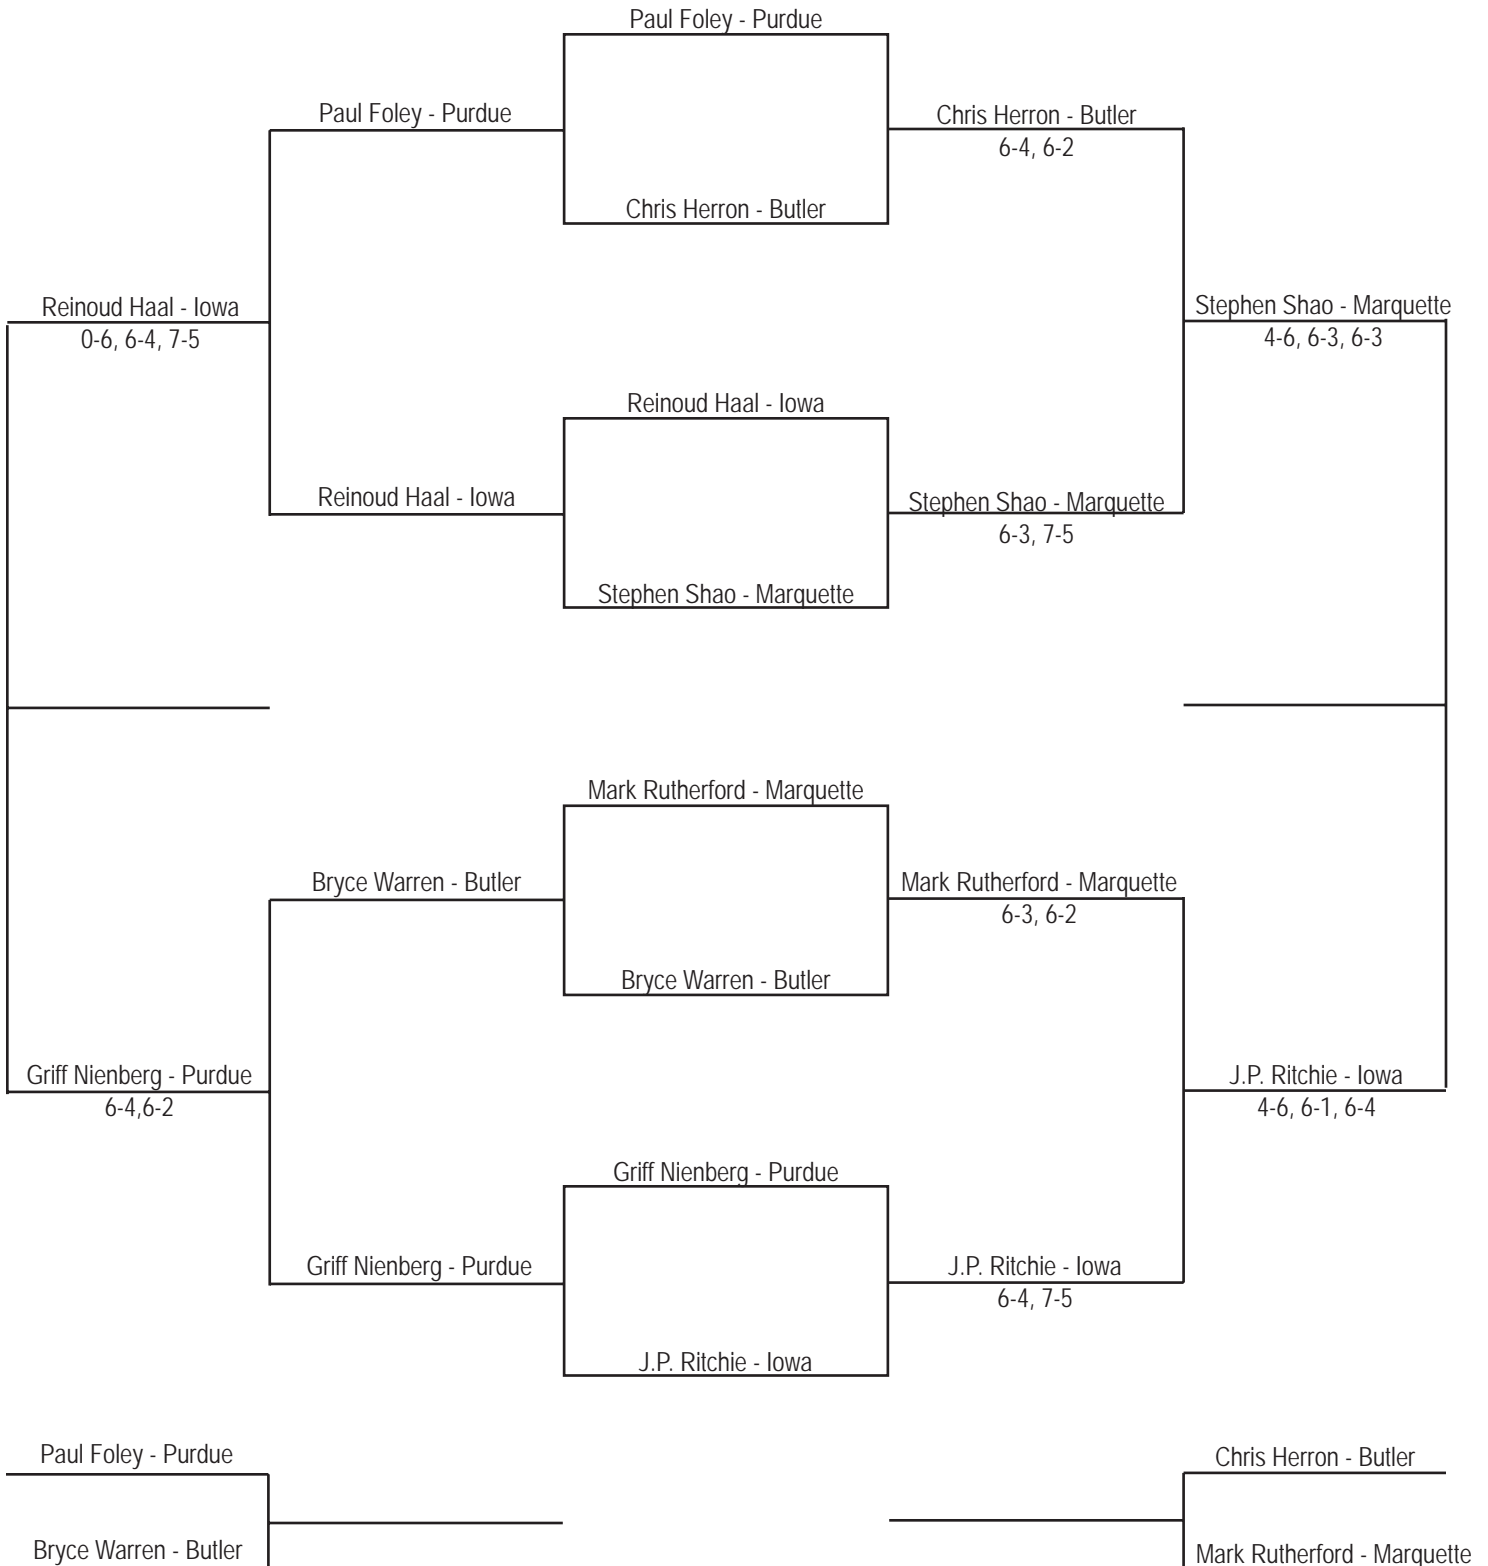 Paul Foley - Purdue
Paul Foley - Purdue
Chris Herron - Butler
6-4, 6-2
Chris Herron - Butler
Reinoud Haal - Iowa
0-6, 6-4, 7-5
Stephen Shao - Marquette
4-6, 6-3, 6-3
Reinoud Haal - Iowa
Reinoud Haal - Iowa
Stephen Shao - Marquette
6-3, 7-5
Stephen Shao - Marquette
Mark Rutherford - Marquette
Bryce Warren - Butler
Mark Rutherford - Marquette
6-3, 6-2
Bryce Warren - Butler
Griff Nienberg - Purdue
6-4,6-2
J.P. Ritchie - Iowa
4-6, 6-1, 6-4
Griff Nienberg - Purdue
Griff Nienberg - Purdue
J.P. Ritchie - Iowa
6-4, 7-5
J.P. Ritchie - Iowa
Paul Foley - Purdue
Chris Herron - Butler
Bryce Warren - Butler
Mark Rutherford - Marquette